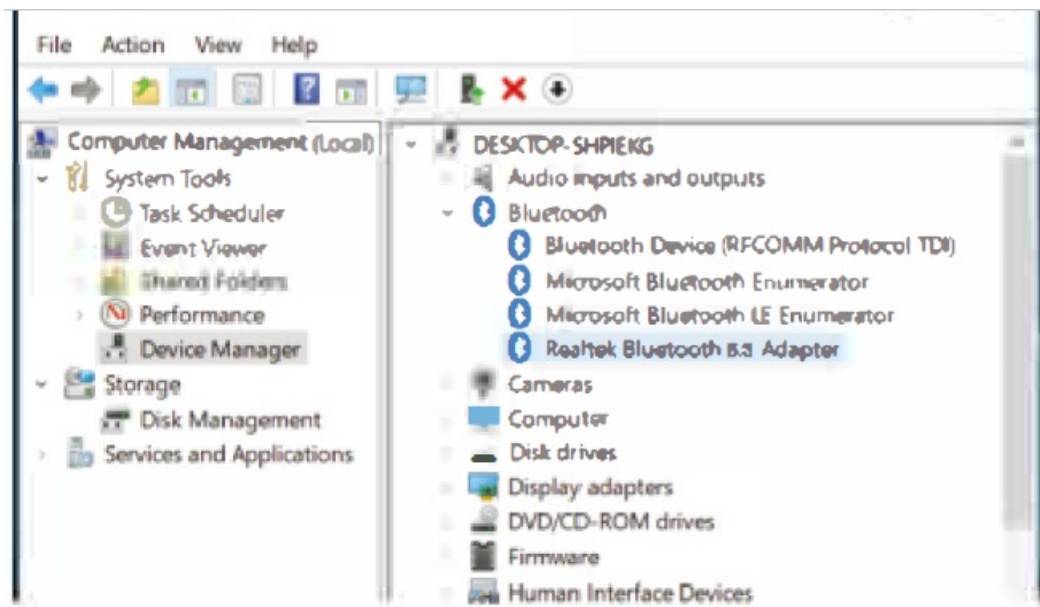 File Action View Help
Computer Management (Local)
System Tools
Task Scheduler
Event Viewer
Shared Folders
Performance
Device Manager
Storage
Disk Management
Services and Applications
DESKTOP-SHPIEKG
Audio inputs and outputs
Bluetooth
Bluetooth Device (RFCOMM Protocol TDI)
Microsoft Bluetooth Enumerator
Microsoft Bluetooth LE Enumerator
Realtek Bluetooth 5.3 Adapter
Cameras
Computer
Disk drives
Display adapters
DVD/CD-ROM drives
Firmware
Human Interface Devices